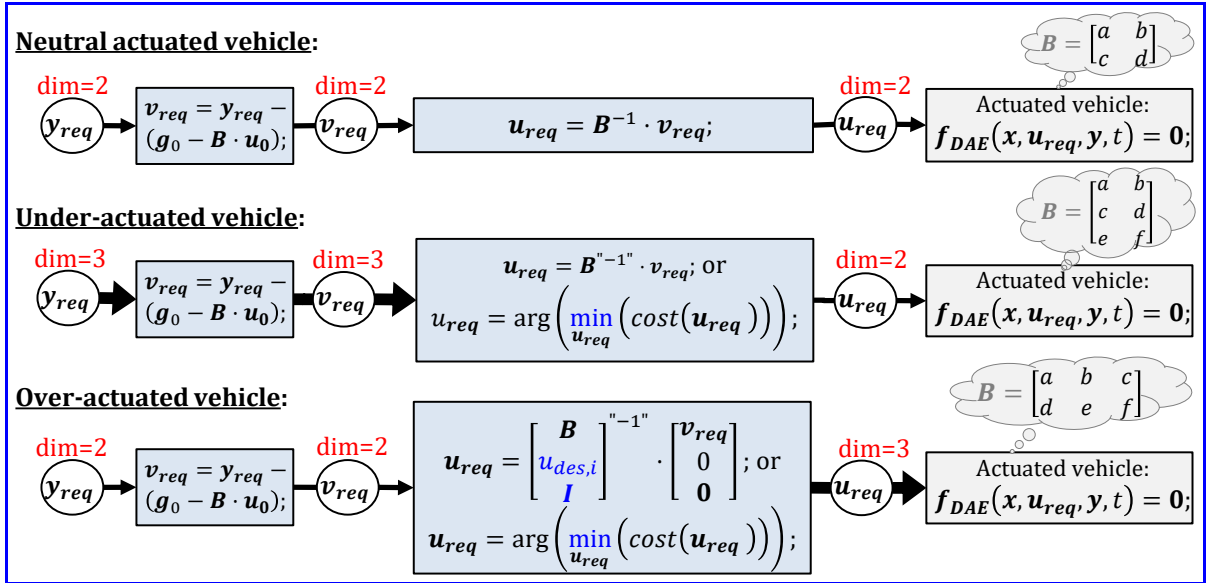 Neutral actuated vehicle:
B = [a b
c d]
dim=2
dim=2
dim=2
y_req
v_req = y_req −
(g_0 − B · u_0);
v_req
u_req = B^−1 · v_req;
u_req
Actuated vehicle:
f_DAE(x, u_req, y, t) = 0;
Under-actuated vehicle:
B = [a b
c d
e f]
dim=3
dim=3
dim=2
y_req
v_req = y_req −
(g_0 − B · u_0);
v_req
u_req = B^"−1" · v_req; or
u_req = arg(min_u_req (cost(u_req)));
u_req
Actuated vehicle:
f_DAE(x, u_req, y, t) = 0;
Over-actuated vehicle:
B = [a b c
d e f]
dim=2
dim=2
dim=3
y_req
v_req = y_req −
(g_0 − B · u_0);
v_req
u_req = [B
u_des,i
I]^"−1" · [v_req
0
0]; or
u_req = arg(min_u_req (cost(u_req)));
u_req
Actuated vehicle:
f_DAE(x, u_req, y, t) = 0;